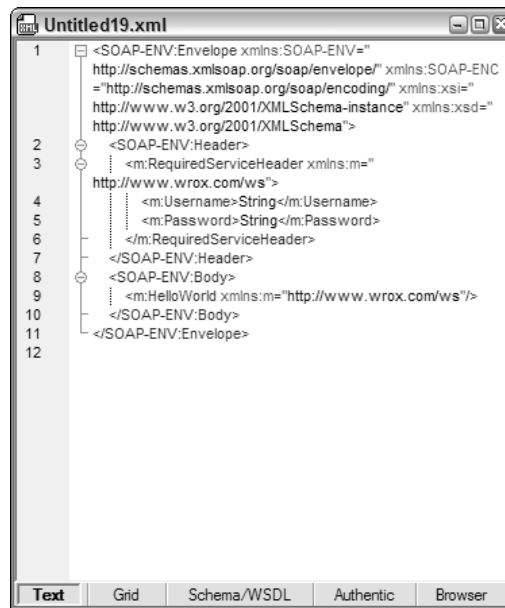 Untitled19.xml
1 <SOAP-ENV:Envelope xmlns:SOAP-ENV="
http://schemas.xmlsoap.org/soap/envelope/" xmlns:SOAP-ENC
="http://schemas.xmlsoap.org/soap/encoding/" xmlns:xsi="
http://www.w3.org/2001/XMLSchema-instance" xmlns:xsd="
http://www.w3.org/2001/XMLSchema">
2 <SOAP-ENV:Header>
3 <m:RequiredServiceHeader xmlns:m="
http://www.wrox.com/ws">
4 <m:Username>String</m:Username>
5 <m:Password>String</m:Password>
6 </m:RequiredServiceHeader>
7 </SOAP-ENV:Header>
8 <SOAP-ENV:Body>
9 <m:HelloWorld xmlns:m="http://www.wrox.com/ws"/>
10 </SOAP-ENV:Body>
11 </SOAP-ENV:Envelope>
12
Text Grid Schema/WSDL Authentic Browser